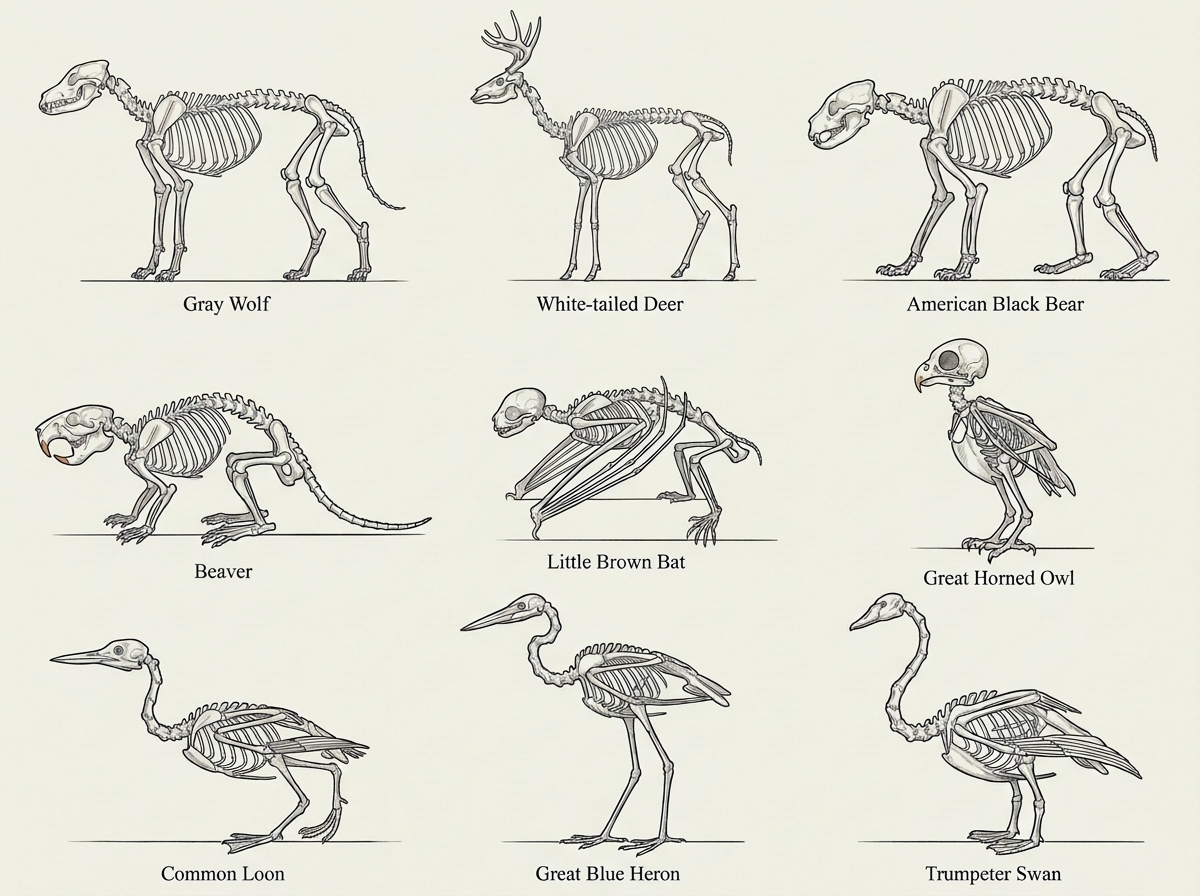 Gray Wolf
White-tailed Deer
American Black Bear
Beaver
Little Brown Bat
Great Horned Owl
Common Loon
Great Blue Heron
Trumpeter Swan